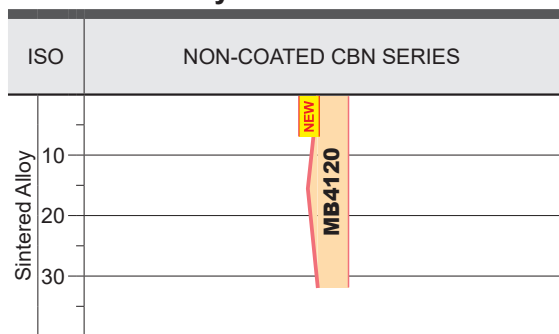 ISO
NON-COATED CBN SERIES
Sintered Alloy
10
20
30
NEW
MB4120